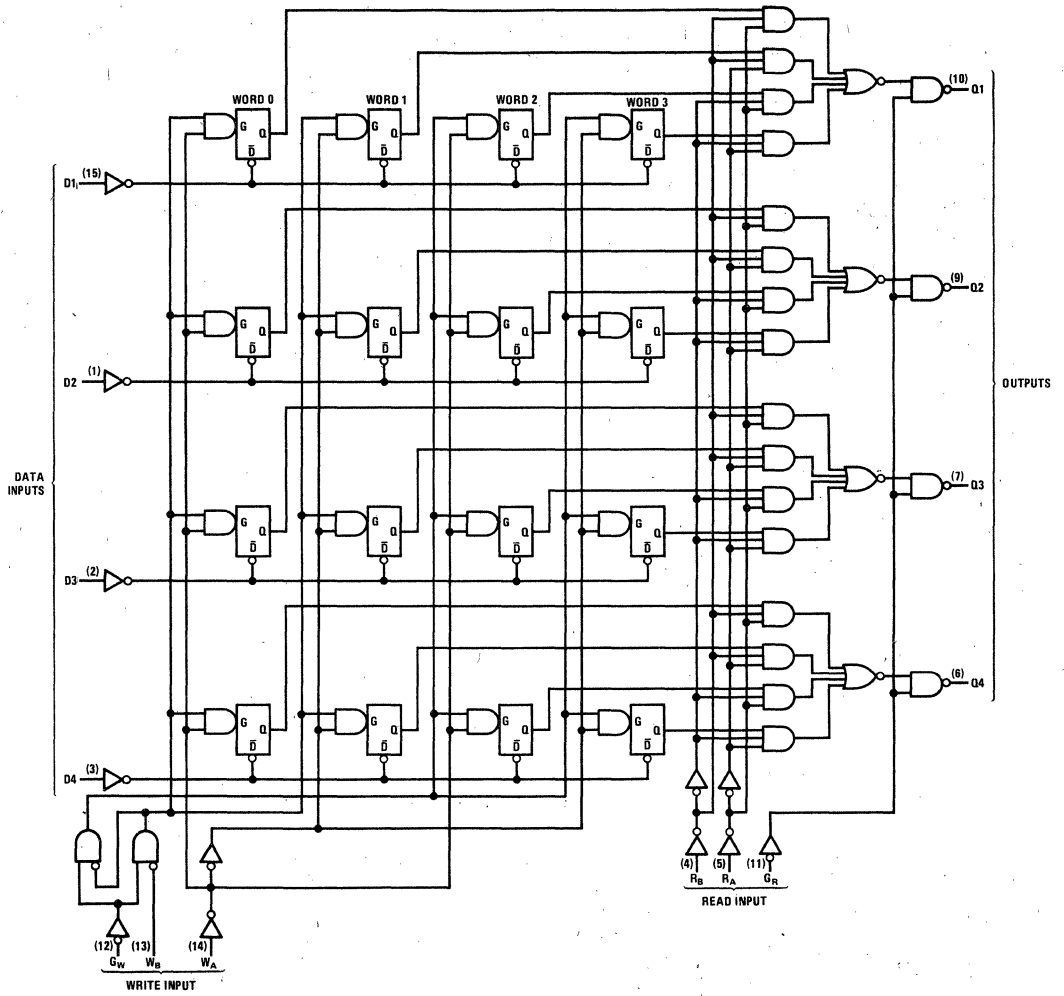 (10)
Q1
WORD 0 WORD 1 WORD 2 WORD 3
G Q G Q G Q G Q
D̅ D̅ D̅ D̅
D1 (15)
(9)
Q2
G Q G Q G Q G Q
D̅ D̅ D̅ D̅
D2 (1)
OUTPUTS
DATA
INPUTS
(7)
Q3
G Q G Q G Q G Q
D̅ D̅ D̅ D̅
D3 (2)
(6)
Q4
G Q G Q G Q G Q
D̅ D̅ D̅ D̅
D4 (3)
(4) (5) (11)
RB RA GR
READ INPUT
(12) (13) (14)
GW WB WA
WRITE INPUT